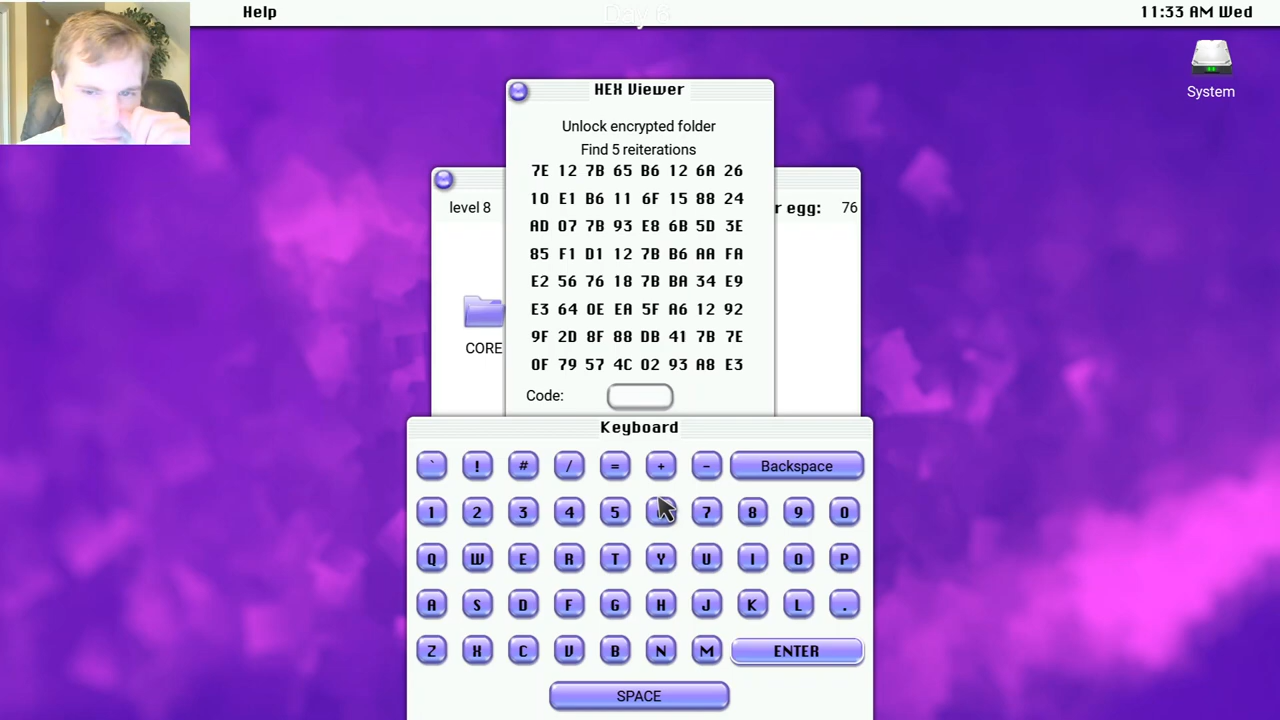 Help
Day 6
11:33 AM Wed
System
HEX Viewer
Unlock encrypted folder
Find 5 reiterations
7E 12 7B 65 B6 12 6A 26
10 E1 B6 11 6F 15 88 24
AD 07 7B 93 E8 6B 5D 3E
85 F1 D1 12 7B B6 AA FA
E2 56 76 18 7B BA 34 E9
E3 64 0E EA 5F A6 12 92
9F 2D 8F 88 DB 41 7B 7E
0F 79 57 4C 02 93 A8 E3
Code:
level 8
r egg: 76
CORE
Keyboard
` ! # / = + - Backspace
1 2 3 4 5 7 8 9 0
Q W E R T Y U I O P
A S D F G H J K L .
Z X C V B N M ENTER
SPACE